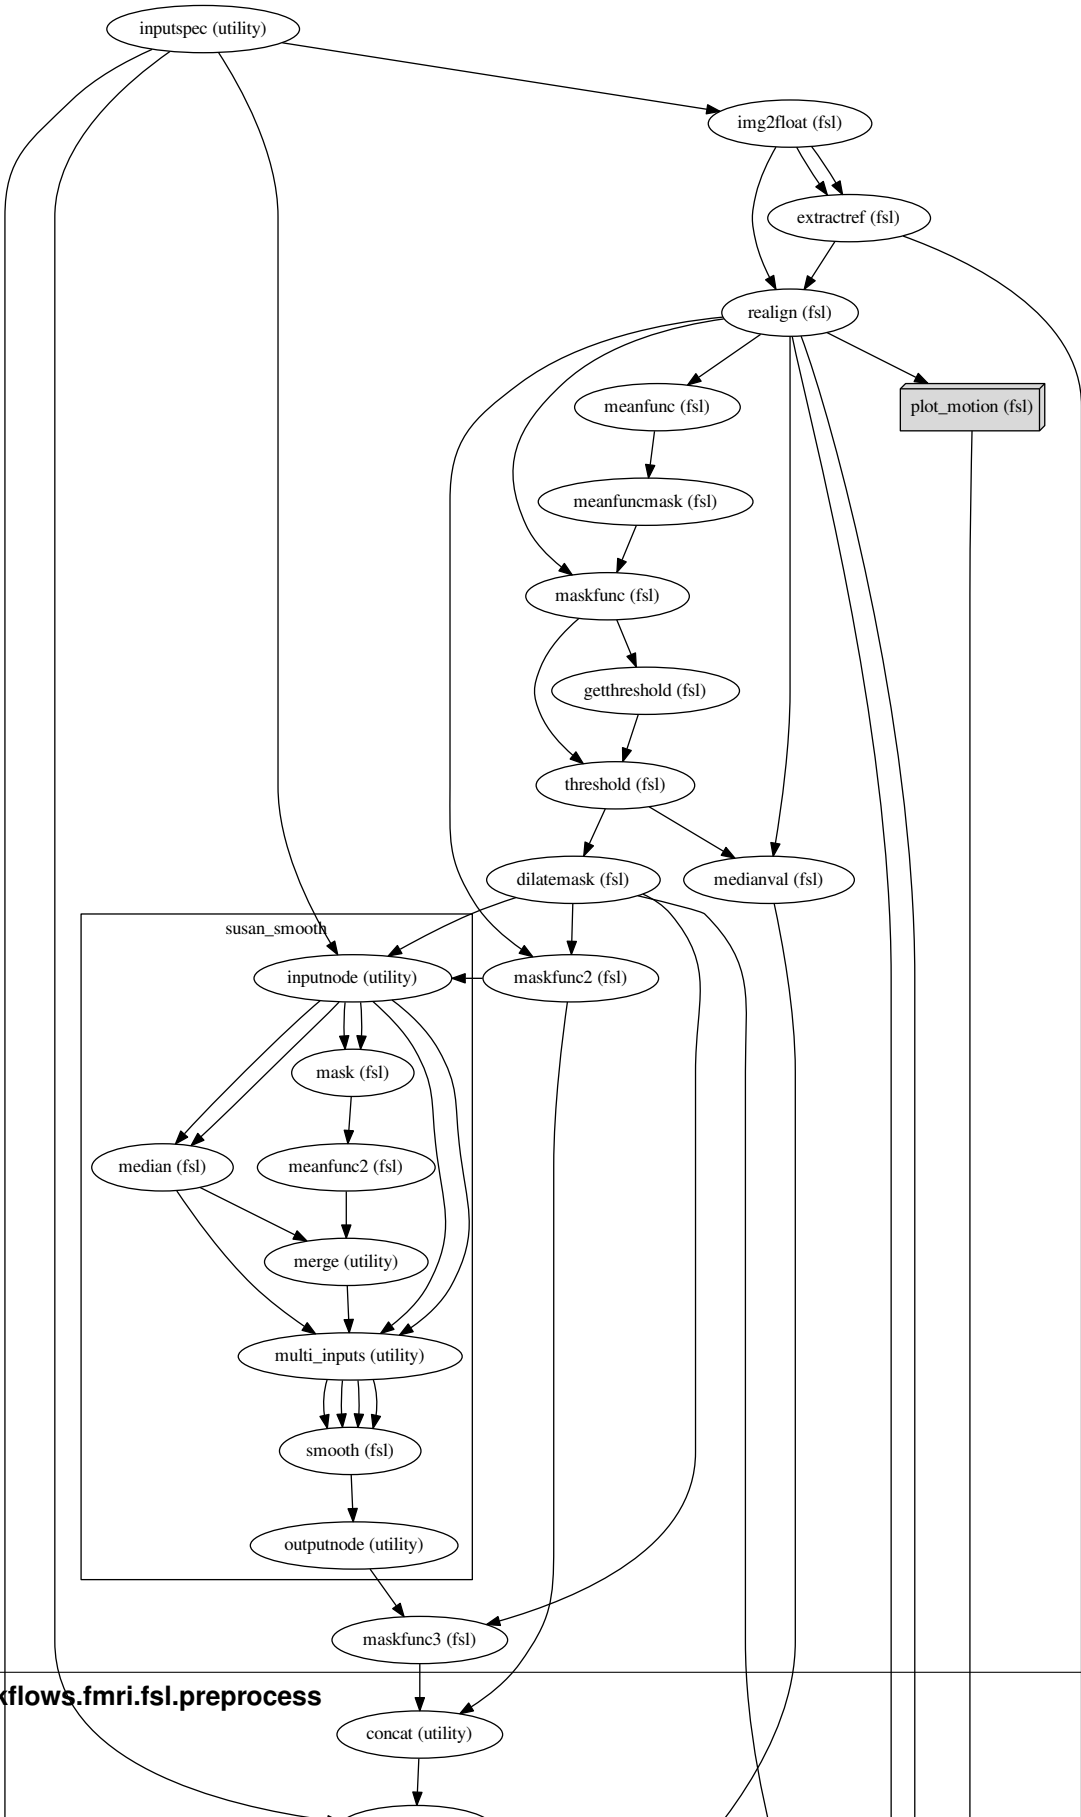 inputspec (utility)
img2float (fsl)
extractref (fsl)
realign (fsl)
meanfunc (fsl)
plot_motion (fsl)
meanfuncmask (fsl)
maskfunc (fsl)
getthreshold (fsl)
threshold (fsl)
dilatemask (fsl)
medianval (fsl)
susan_smooth
inputnode (utility)
maskfunc2 (fsl)
mask (fsl)
median (fsl)
meanfunc2 (fsl)
merge (utility)
multi_inputs (utility)
smooth (fsl)
outputnode (utility)
maskfunc3 (fsl)
kflows.fmri.fsl.preprocess
concat (utility)